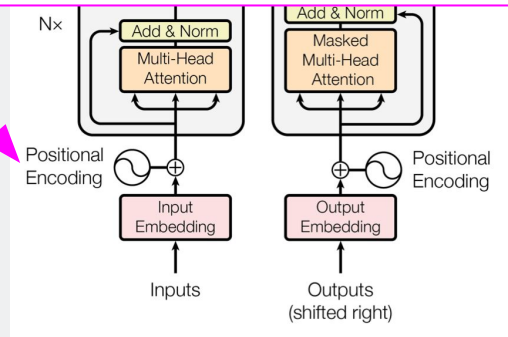 Nx
Add & Norm
Multi-Head
Attention
Positional
Encoding
Input
Embedding
Inputs
Add & Norm
Masked
Multi-Head
Attention
Positional
Encoding
Output
Embedding
Outputs
(shifted right)